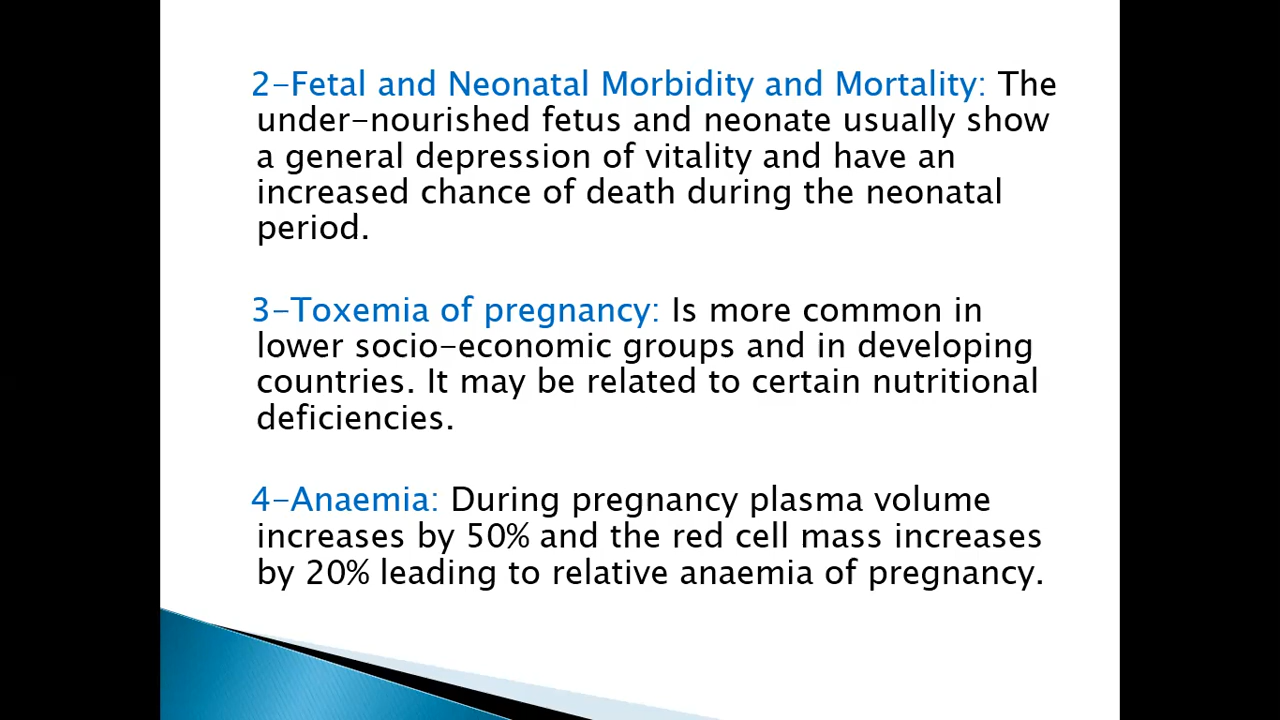 2-Fetal and Neonatal Morbidity and Mortality: The
under-nourished fetus and neonate usually show
a general depression of vitality and have an
increased chance of death during the neonatal
period.
3-Toxemia of pregnancy: Is more common in
lower socio-economic groups and in developing
countries. It may be related to certain nutritional
deficiencies.
4-Anaemia: During pregnancy plasma volume
increases by 50% and the red cell mass increases
by 20% leading to relative anaemia of pregnancy.